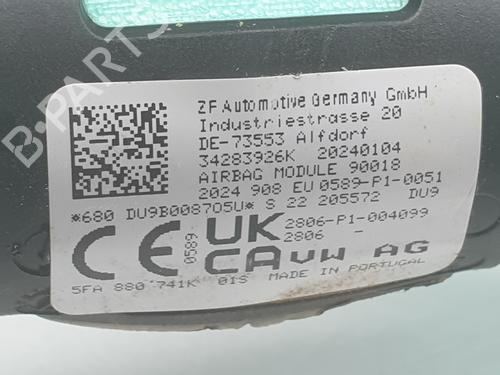 ZF Automotive Germany GmbH
Industriestrasse 20
DE-73553 Alfdorf
34283926K 20240104
AIRBAG MODULE 90018
2024 908 EU 0589-P1-0051
*680 DU9B008705U* S 22 205572 DU9
CE 0589 UK CA 2806-P1-004099
2806 -
VW AG
5FA 880 741K 01S MADE IN PORTUGAL
B-PARTS